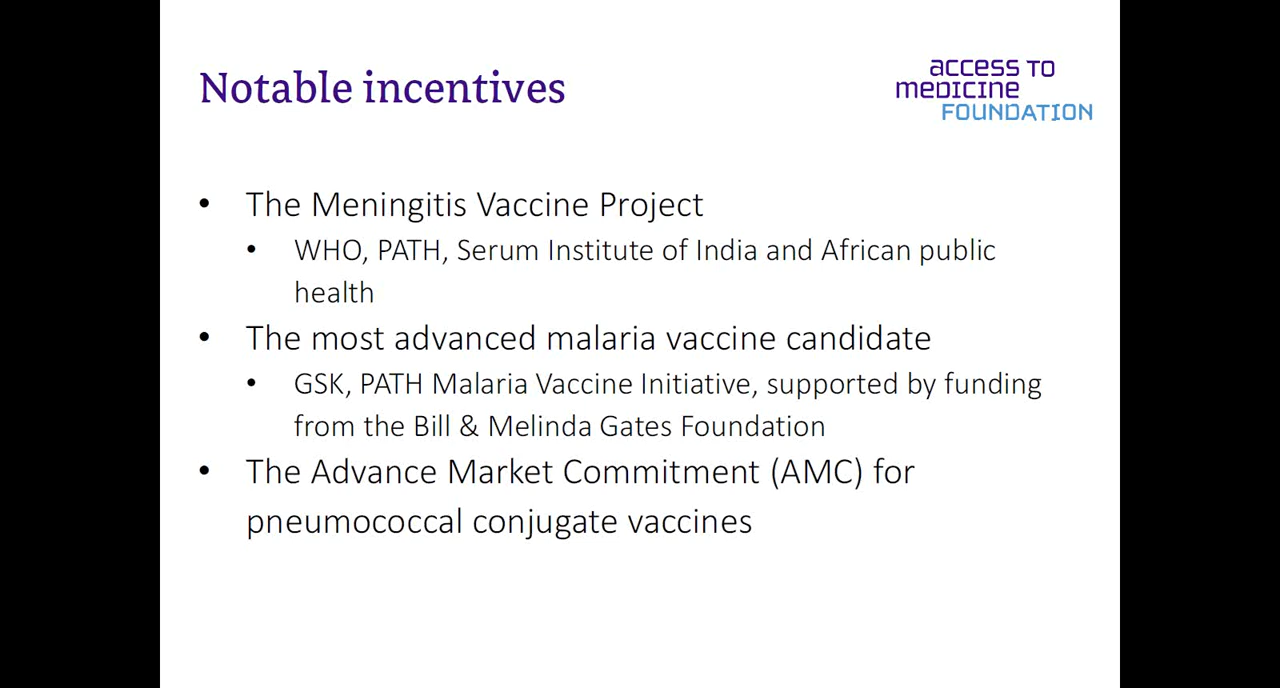 Notable incentives
access TO
meDICINE
FOUNDATION
• The Meningitis Vaccine Project
• WHO, PATH, Serum Institute of India and African public
health
• The most advanced malaria vaccine candidate
• GSK, PATH Malaria Vaccine Initiative, supported by funding
from the Bill & Melinda Gates Foundation
• The Advance Market Commitment (AMC) for
pneumococcal conjugate vaccines